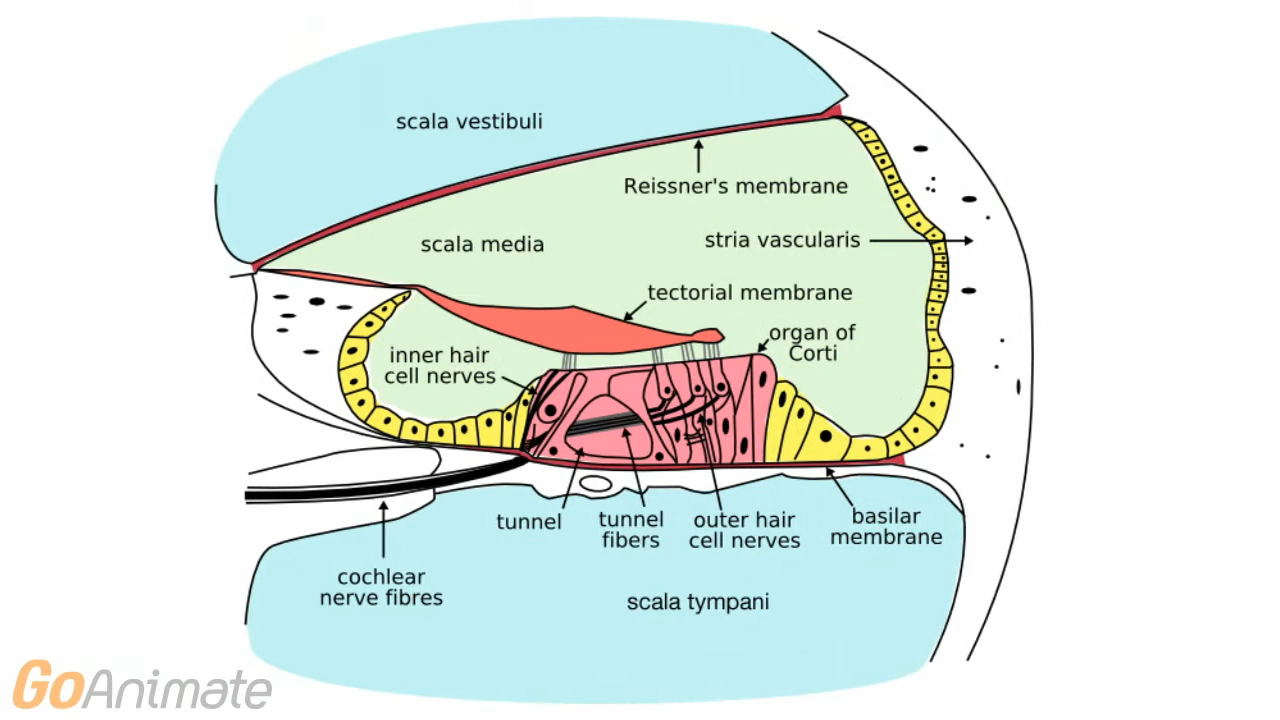 scala vestibuli
Reissner's membrane
scala media
stria vascularis
tectorial membrane
organ of
Corti
inner hair
cell nerves
tunnel
tunnel
fibers
outer hair
cell nerves
basilar
membrane
cochlear
nerve fibres
scala tympani
GoAnimate